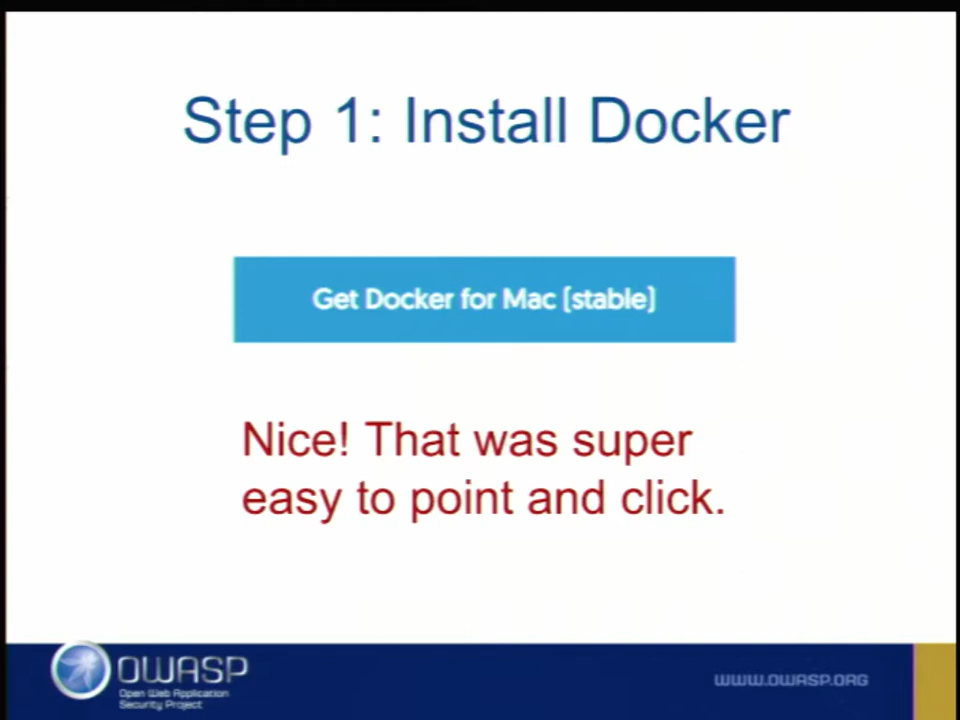 Step 1: Install Docker
Get Docker for Mac (stable)
Nice! That was super
easy to point and click.
OWASP
Open Web Application
Security Project
WWW.OWASP.ORG